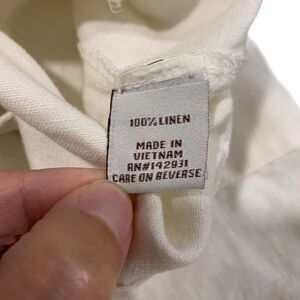 100% LINEN
MADE IN
VIETNAM
RN#142931
CARE ON REVERSE